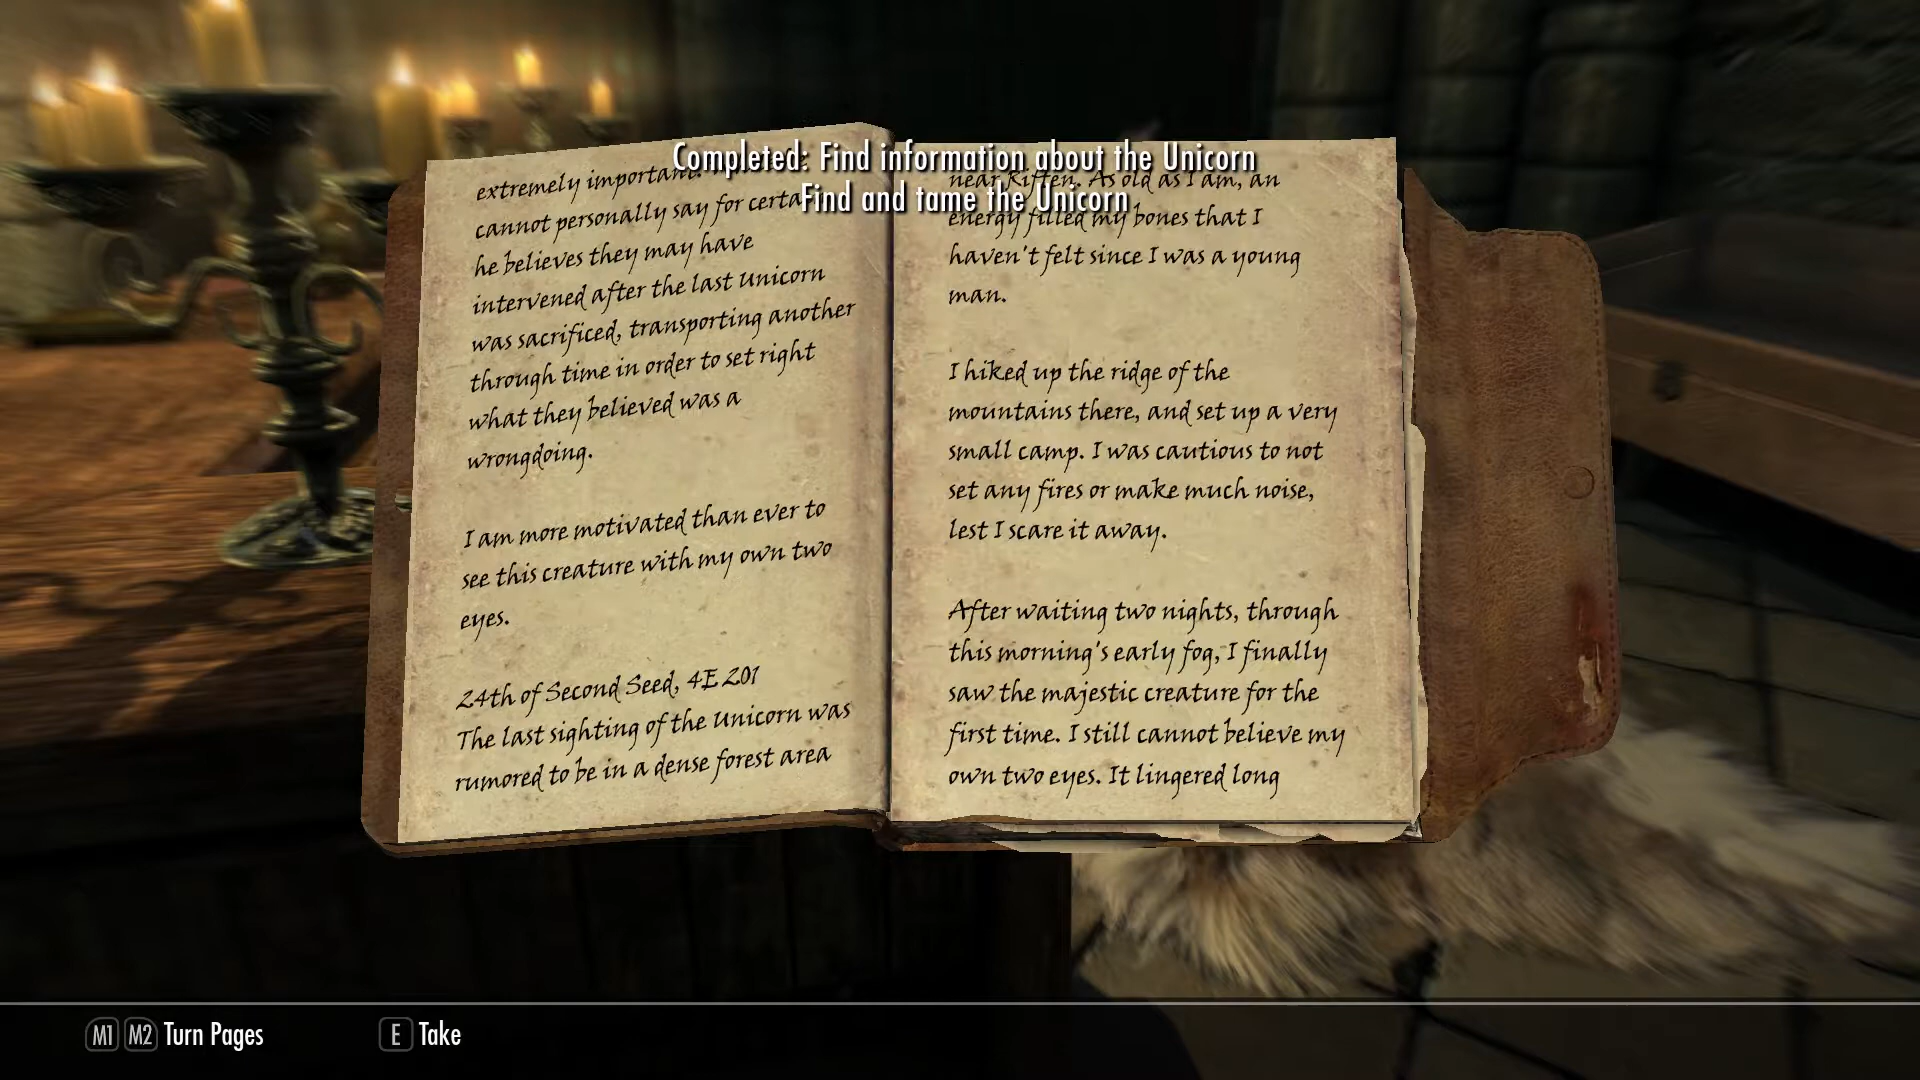 Completed: Find information about the Unicorn
Find and tame the Unicorn
extremely important.
cannot personally say for certa
he believes they may have
intervened after the last Unicorn
was sacrificed, transporting another
through time in order to set right
what they believed was a
wrongdoing.
I am more motivated than ever to
see this creature with my own two
eyes.
24th of Second Seed, 4E 201
The last sighting of the Unicorn was
rumored to be in a dense forest area
near Riften. As old as I am, an
energy filled my bones that I
haven't felt since I was a young
man.
I hiked up the ridge of the
mountains there, and set up a very
small camp. I was cautious to not
set any fires or make much noise,
lest I scare it away.
After waiting two nights, through
this morning's early fog, I finally
saw the majestic creature for the
first time. I still cannot believe my
own two eyes. It lingered long
M1 M2 Turn Pages
E Take